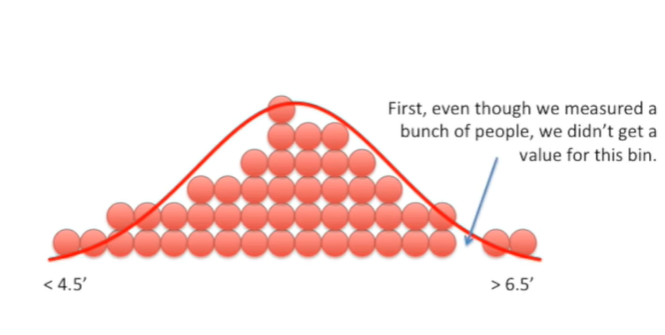 First, even though we measured a
bunch of people, we didn’t get a
value for this bin.
< 4.5’
> 6.5’